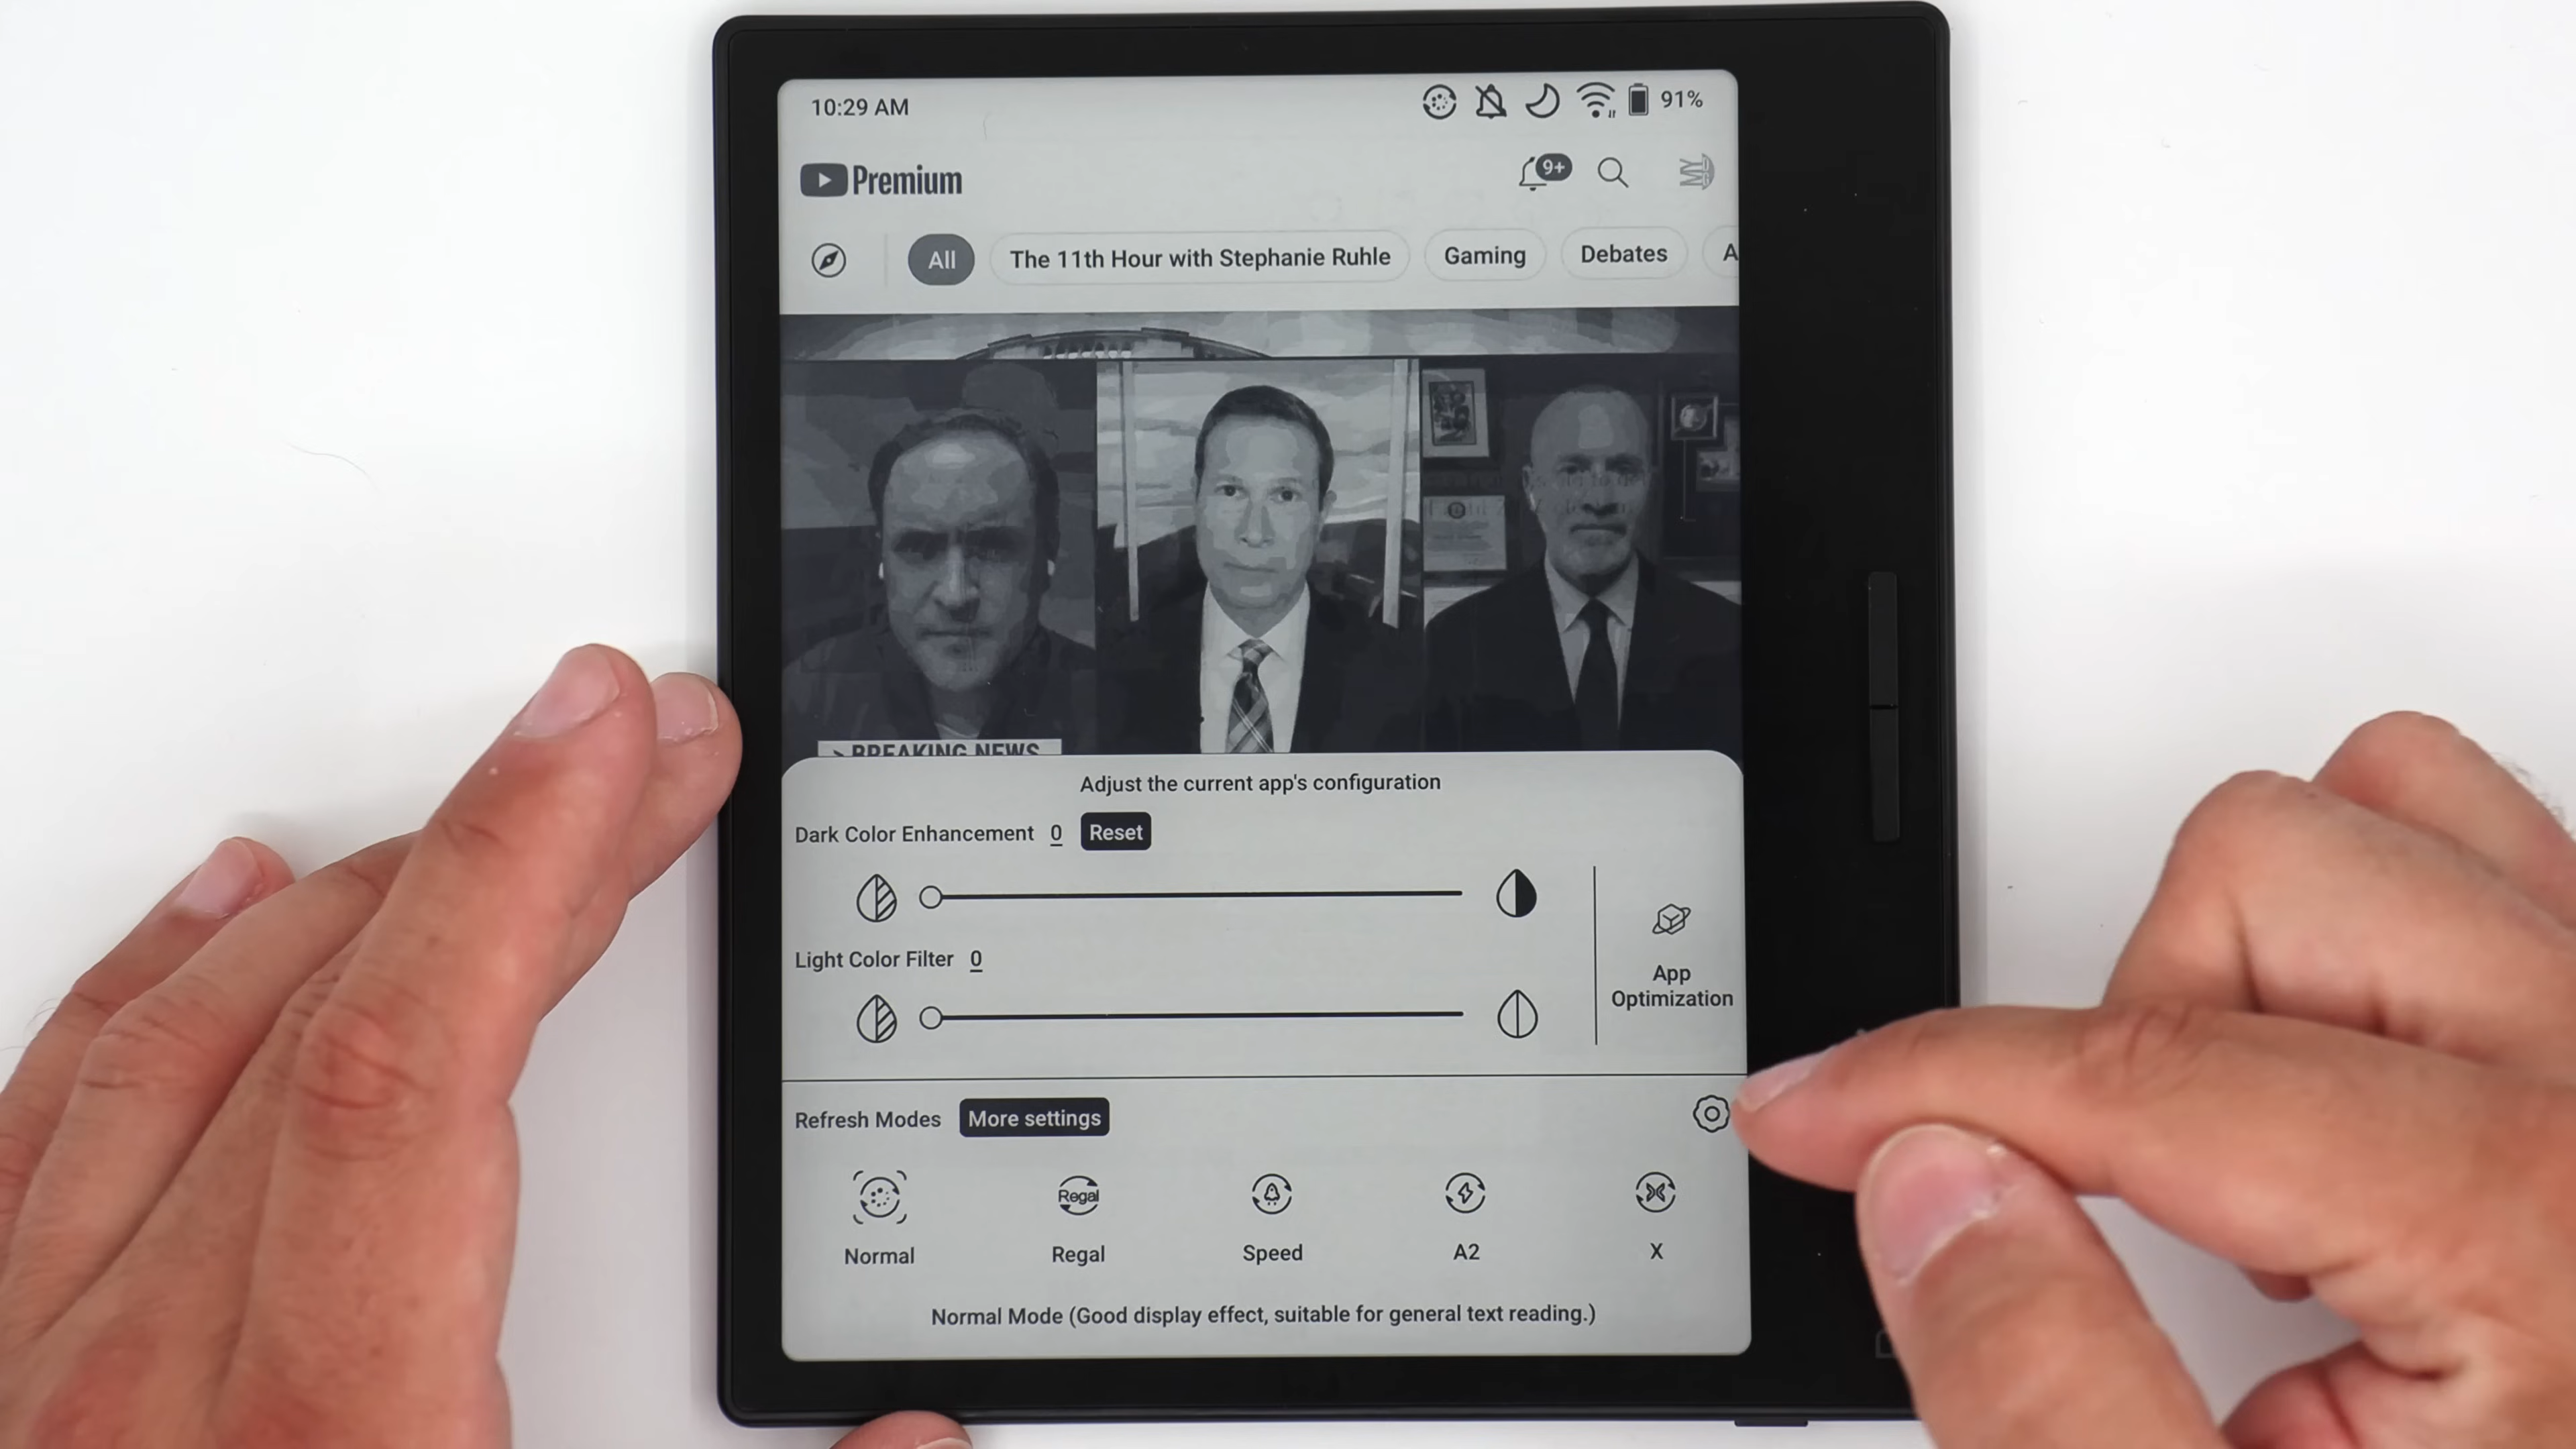 10:29 AM
91%
Premium
9+
All
The 11th Hour with Stephanie Ruhle
Gaming
Debates
A
> BREAKING NEWS
Adjust the current app's configuration
Dark Color Enhancement 0 Reset
Light Color Filter 0
App
Optimization
Refresh Modes More settings
Regal
Normal
Regal
Speed
A2
X
Normal Mode (Good display effect, suitable for general text reading.)